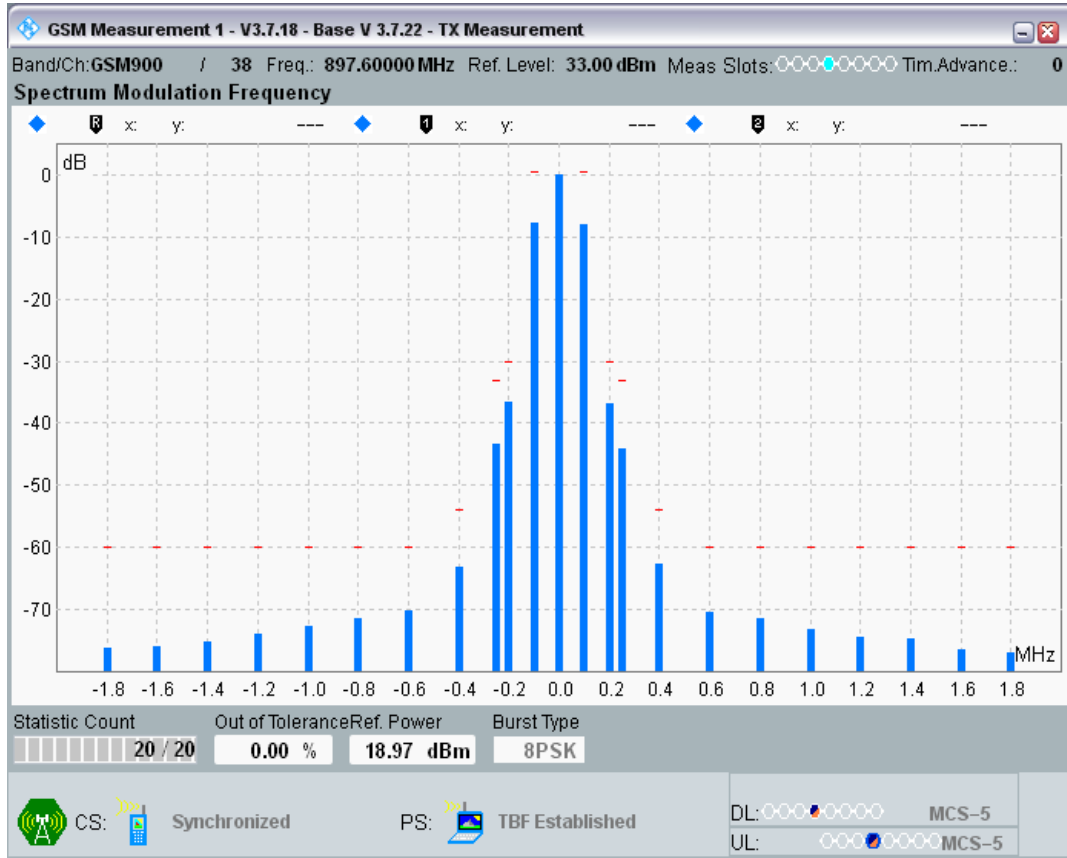 GSM Measurement 1 - V3.7.18 - Base V 3.7.22 - TX Measurement
Band/Ch:GSM900 / 38 Freq.: 897.60000 MHz Ref. Level: 33.00 dBm Meas Slots: Tim.Advance.: 0
Spectrum Modulation Frequency
R x: y: --- 1 x: y: --- 2 x: y: ---
dB
0
-10
-20
-30
-40
-50
-60
-70
MHz
-1.8 -1.6 -1.4 -1.2 -1.0 -0.8 -0.6 -0.4 -0.2 0.0 0.2 0.4 0.6 0.8 1.0 1.2 1.4 1.6 1.8
Statistic Count Out of Tolerance Ref. Power Burst Type
20 / 20 0.00 % 18.97 dBm 8PSK
CS: Synchronized PS: TBF Established
DL: MCS-5
UL: MCS-5